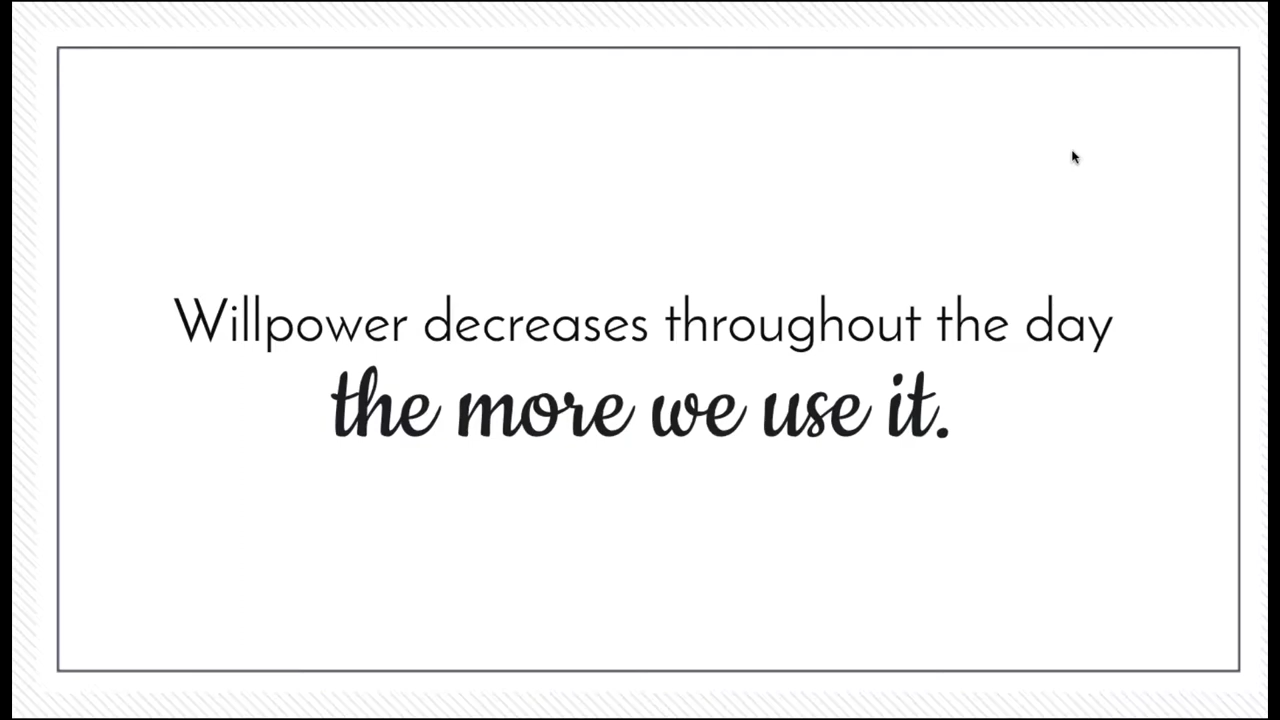 Willpower decreases throughout the day
the more we use it.